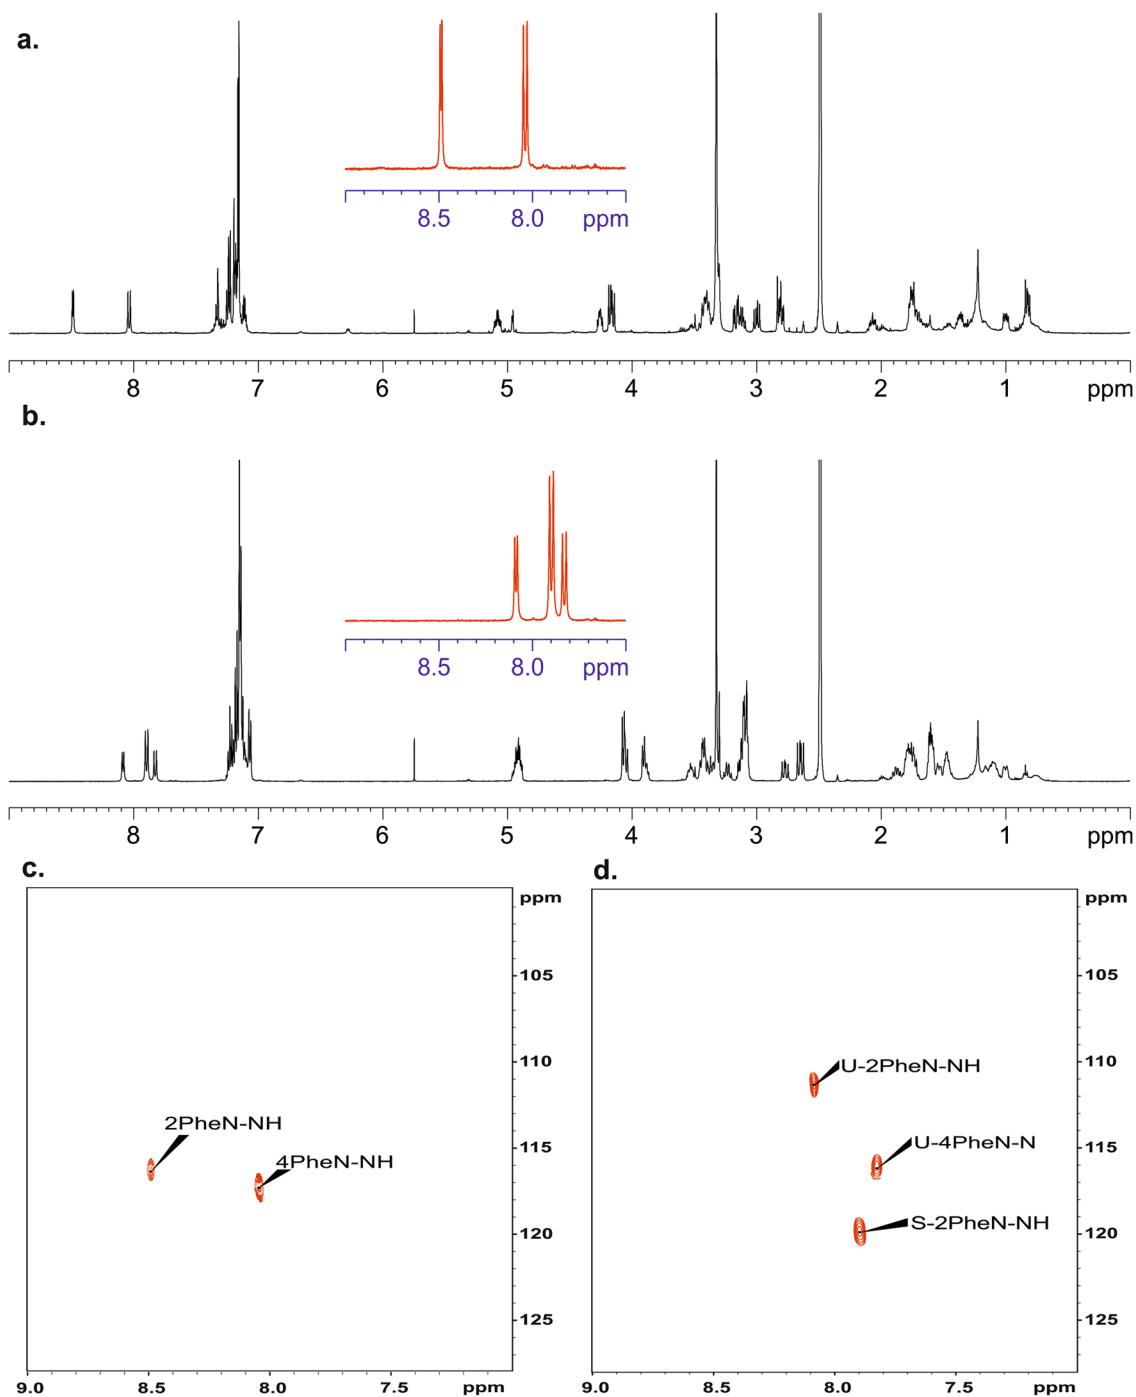 a.
8.5 8.0 ppm
8 7 6 5 4 3 2 1 ppm
b.
8.5 8.0 ppm
8 7 6 5 4 3 2 1 ppm
c.
ppm
105
110
2PheN-NH
115
4PheN-NH
120
125
9.0 8.5 8.0 7.5 ppm
d.
ppm
105
110
U-2PheN-NH
115
U-4PheN-N
S-2PheN-NH
120
125
9.0 8.5 8.0 7.5 ppm